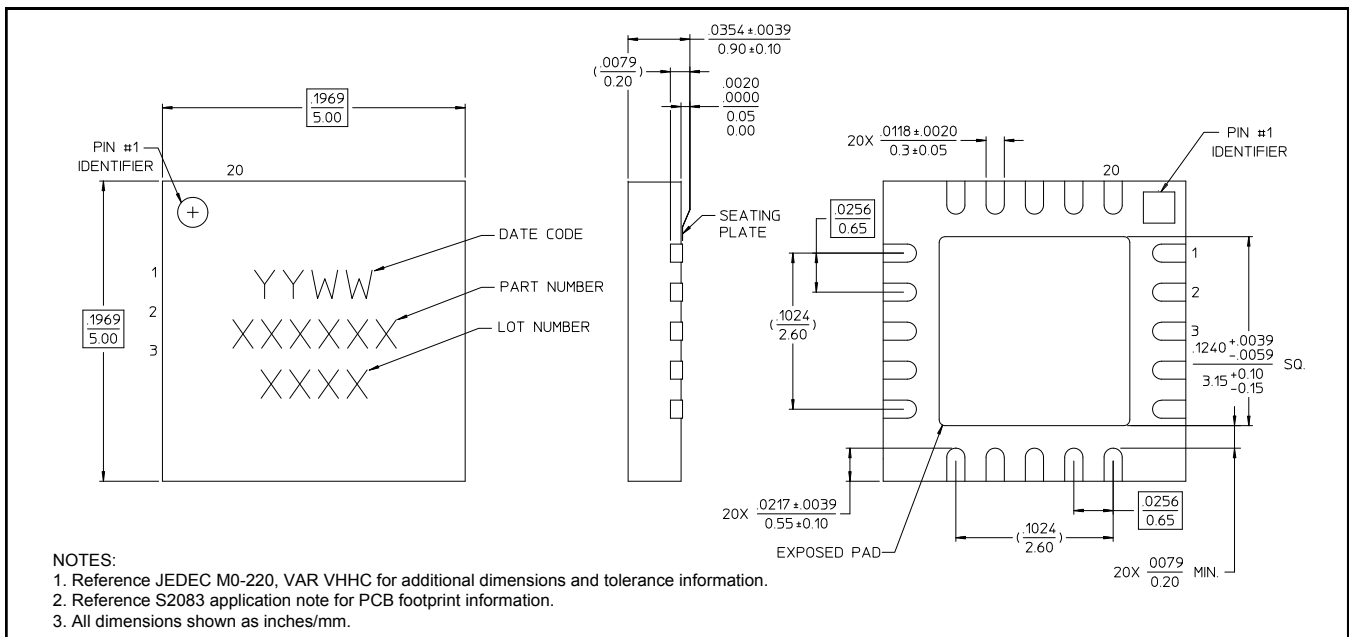 .1969
5.00
PIN #1
IDENTIFIER
20
.1969
5.00
1
2
3
YYWW
XXXXXX
XXXX
DATE CODE
PART NUMBER
LOT NUMBER
.0354±.0039
0.90±0.10
(.0079
0.20)
.0020
.0000
0.05
0.00
SEATING
PLATE
20X .0118±.0020
0.3±0.05
20
PIN #1
IDENTIFIER
.0256
0.65
(.1024
2.60)
1
2
3
.1240 +.0039
-.0059
3.15 +0.10
-0.15
SQ.
20X .0217±.0039
0.55±0.10
EXPOSED PAD
(.1024
2.60)
.0256
0.65
20X .0079
0.20 MIN.
NOTES:
1. Reference JEDEC M0-220, VAR VHHC for additional dimensions and tolerance information.
2. Reference S2083 application note for PCB footprint information.
3. All dimensions shown as inches/mm.